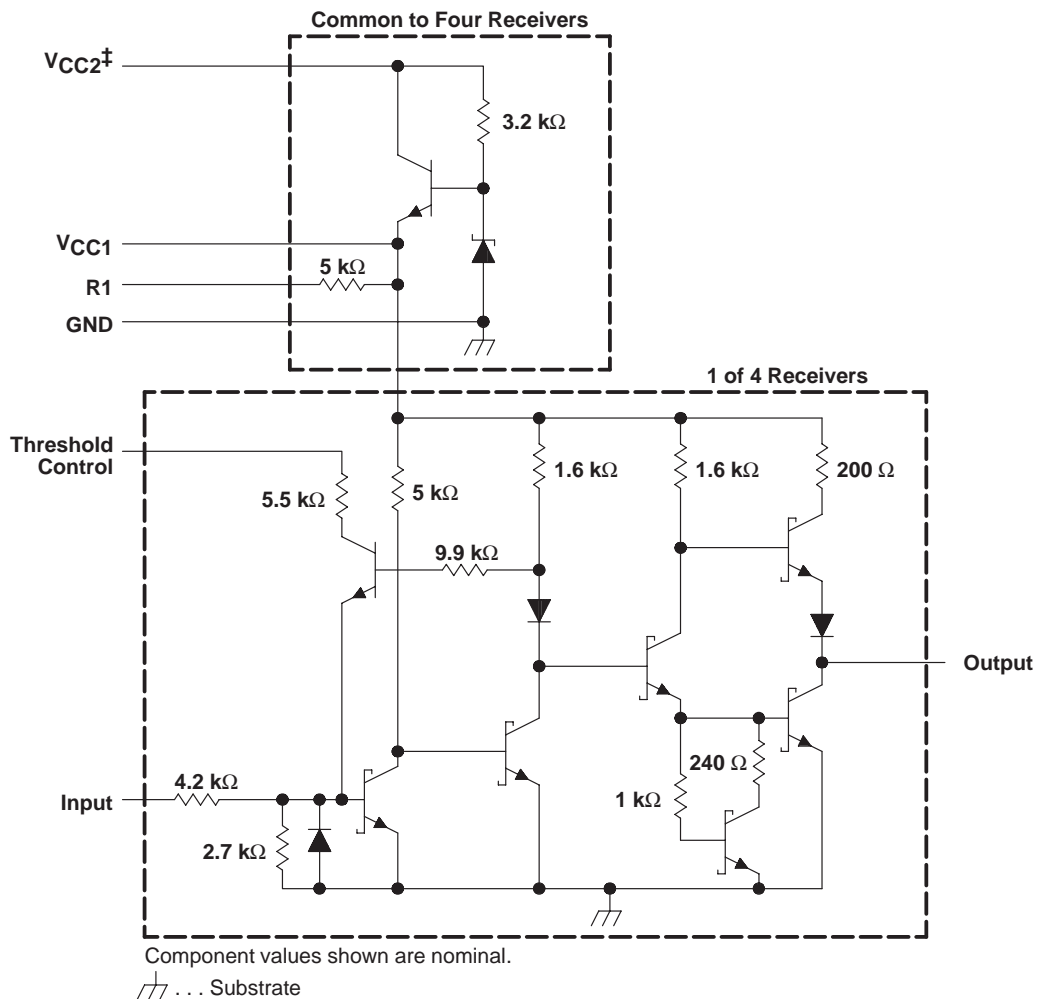 Common to Four Receivers
VCC2‡
3.2 kΩ
VCC1
5 kΩ
R1
GND
1 of 4 Receivers
Threshold
Control
5.5 kΩ
5 kΩ
1.6 kΩ
1.6 kΩ
200 Ω
9.9 kΩ
Output
4.2 kΩ
240 Ω
Input
1 kΩ
2.7 kΩ
Component values shown are nominal.
. . . Substrate